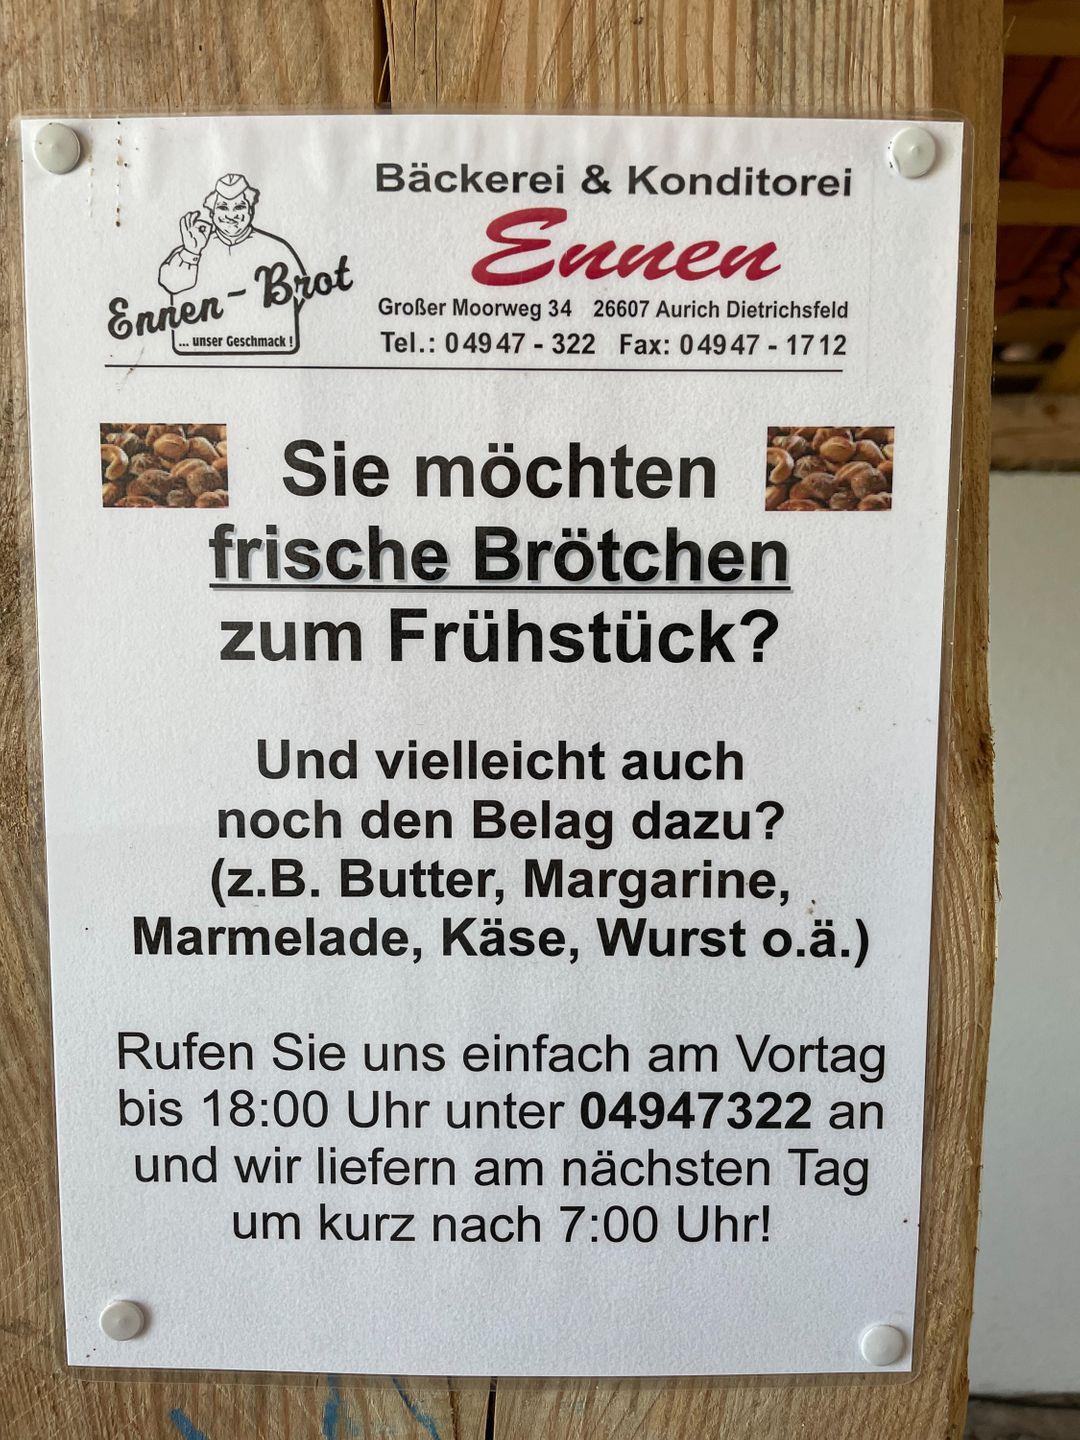 Bäckerei & Konditorei
Ennen
Ennen-Brot
... unser Geschmack !
Großer Moorweg 34 26607 Aurich Dietrichsfeld
Tel.: 04947 - 322 Fax: 04947 - 1712
Sie möchten
frische Brötchen
zum Frühstück?
Und vielleicht auch
noch den Belag dazu?
(z.B. Butter, Margarine,
Marmelade, Käse, Wurst o.ä.)
Rufen Sie uns einfach am Vortag
bis 18:00 Uhr unter 04947322 an
und wir liefern am nächsten Tag
um kurz nach 7:00 Uhr!